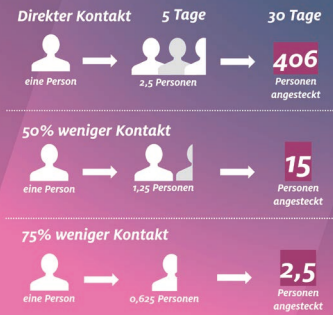 Direkter Kontakt 5 Tage 30 Tage
406
eine Person 2,5 Personen Personen
angesteckt
50% weniger Kontakt
15
eine Person 1,25 Personen Personen
angesteckt
75% weniger Kontakt
2,5
eine Person 0,625 Personen Personen
angesteckt